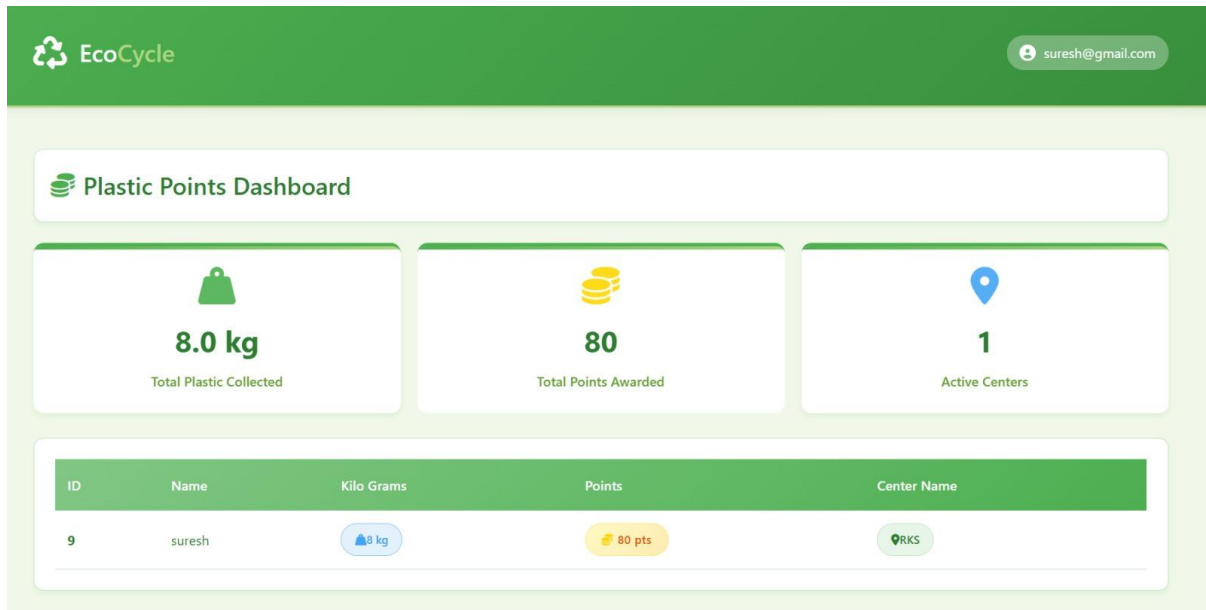 EcoCycle
suresh@gmail.com
Plastic Points Dashboard
8.0 kg
80
1
Total Plastic Collected
Total Points Awarded
Active Centers
ID Name Kilo Grams Points Center Name
9 suresh 8 kg 80 pts RKS